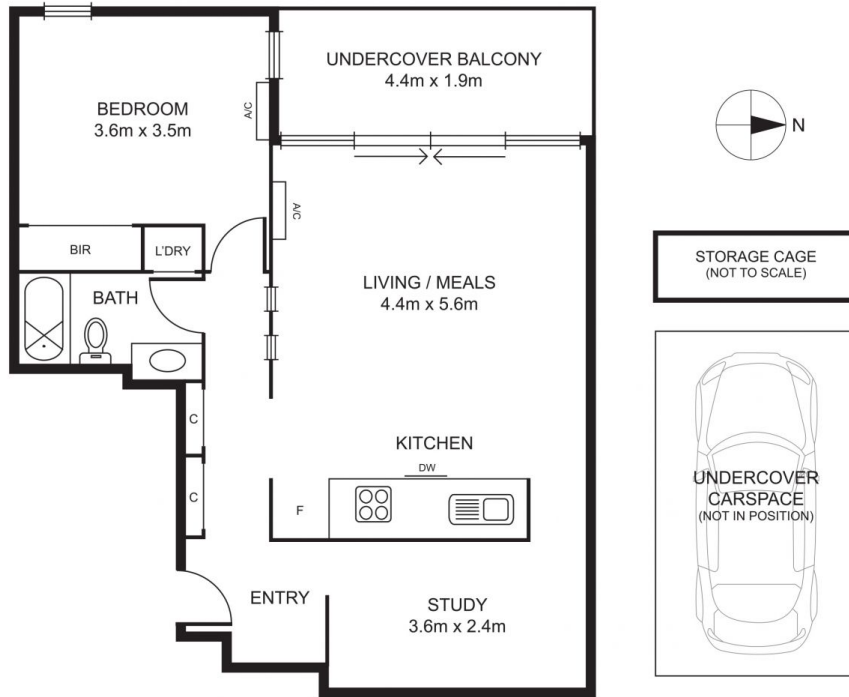 UNDERCOVER BALCONY
4.4m x 1.9m
BEDROOM
3.6m x 3.5m
A/C
N
A/C
BIR
L'DRY
STORAGE CAGE
(NOT TO SCALE)
LIVING / MEALS
4.4m x 5.6m
BATH
C
KITCHEN
DW
C
F
UNDERCOVER
CARSPACE
(NOT IN POSITION)
ENTRY
STUDY
3.6m x 2.4m